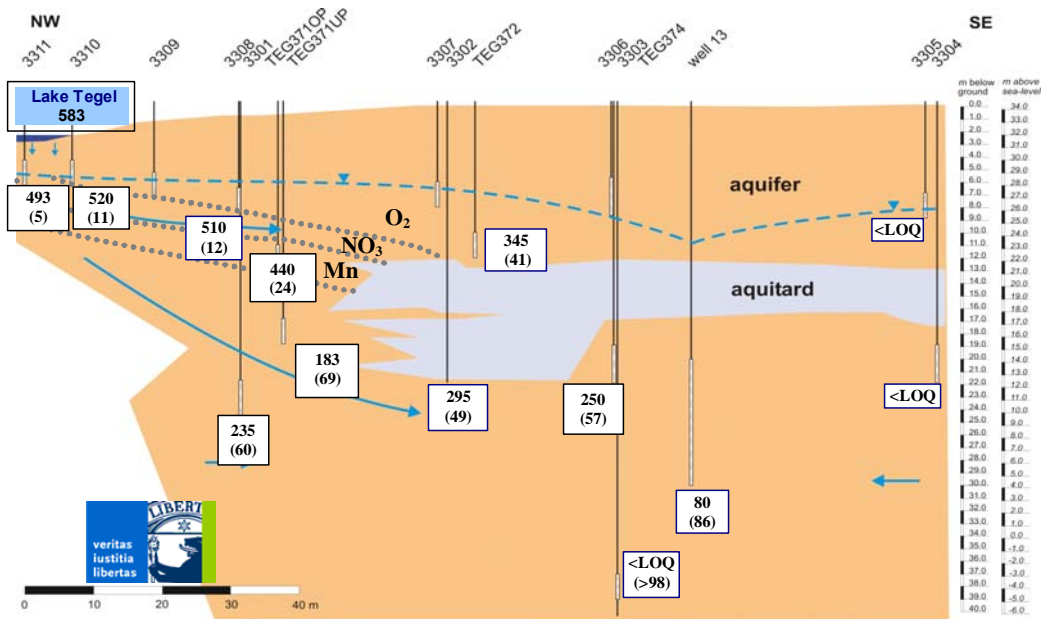 NW
SE
3311
3310
3309
3308
3301
TEG371OP
TEG371UP
3307
3302
TEG372
3306
3303
TEG374
well 13
3305
3304
m below
ground
m above
sea-level
Lake Tegel
583
493
(5)
520
(11)
510
(12)
440
(24)
O2
NO3
Mn
345
(41)
aquifer
aquitard
<LOQ
183
(69)
295
(49)
250
(57)
<LOQ
235
(60)
80
(86)
<LOQ
(>98)
LIBERT
veritas
iustitia
libertas
0 10 20 30 40 m
0.0 34.0
1.0 33.0
2.0 32.0
3.0 31.0
4.0 30.0
5.0 29.0
6.0 28.0
7.0 27.0
8.0 26.0
9.0 25.0
10.0 24.0
11.0 23.0
12.0 22.0
13.0 21.0
14.0 20.0
15.0 19.0
16.0 18.0
17.0 17.0
18.0 16.0
19.0 15.0
20.0 14.0
21.0 13.0
22.0 12.0
23.0 11.0
24.0 10.0
25.0 9.0
26.0 8.0
27.0 7.0
28.0 6.0
29.0 5.0
30.0 4.0
31.0 3.0
32.0 2.0
33.0 1.0
34.0 0.0
35.0 -1.0
36.0 -2.0
37.0 -3.0
38.0 -4.0
39.0 -5.0
40.0 -6.0